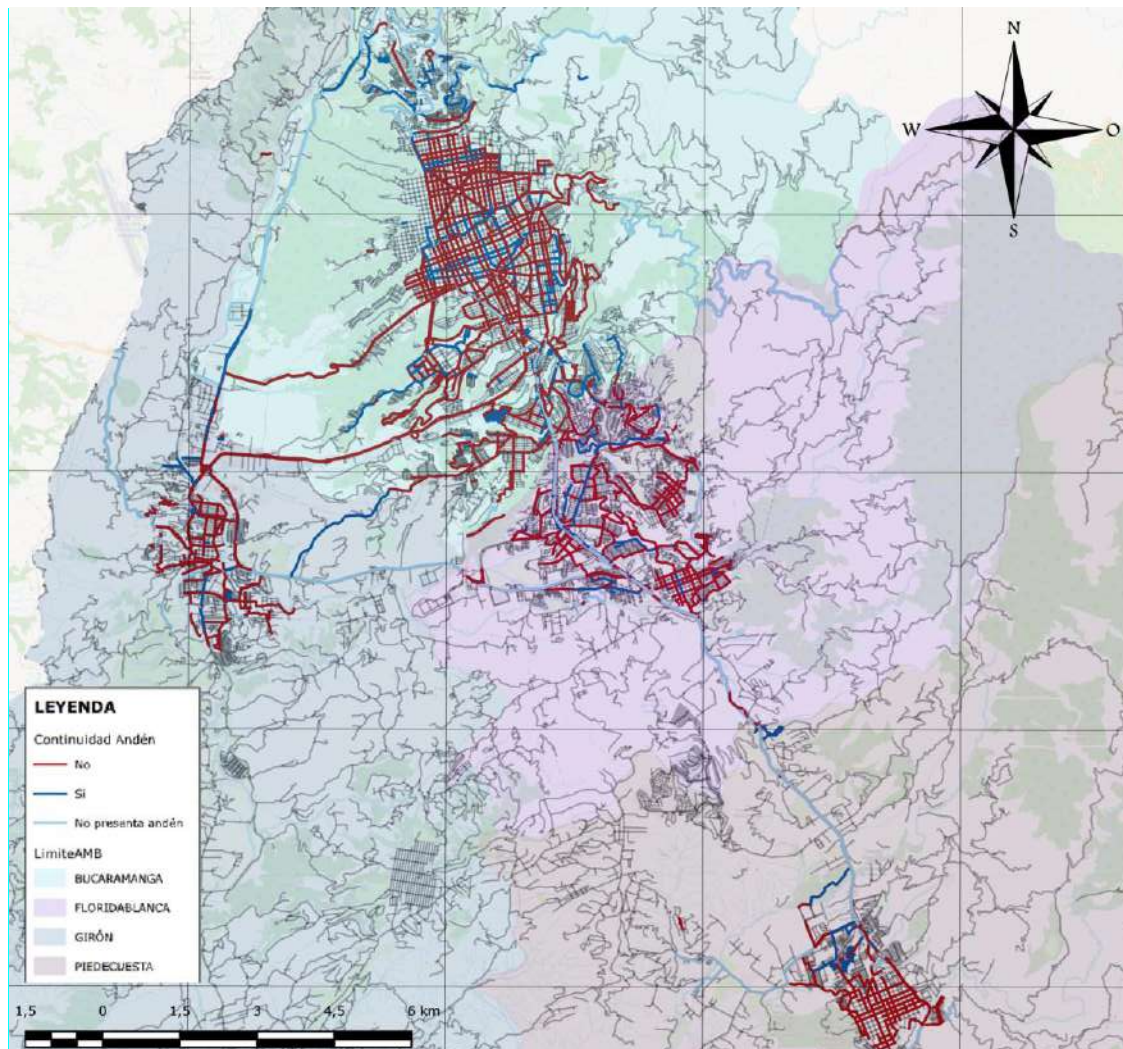 N
W
O
S
LEYENDA
Continuidad Andén
No
Si
No presenta andén
LimiteAMB
BUCARAMANGA
FLORIDABLANCA
GIRÓN
PIEDECUESTA
1,5 0 1,5 3 4,5 6 km